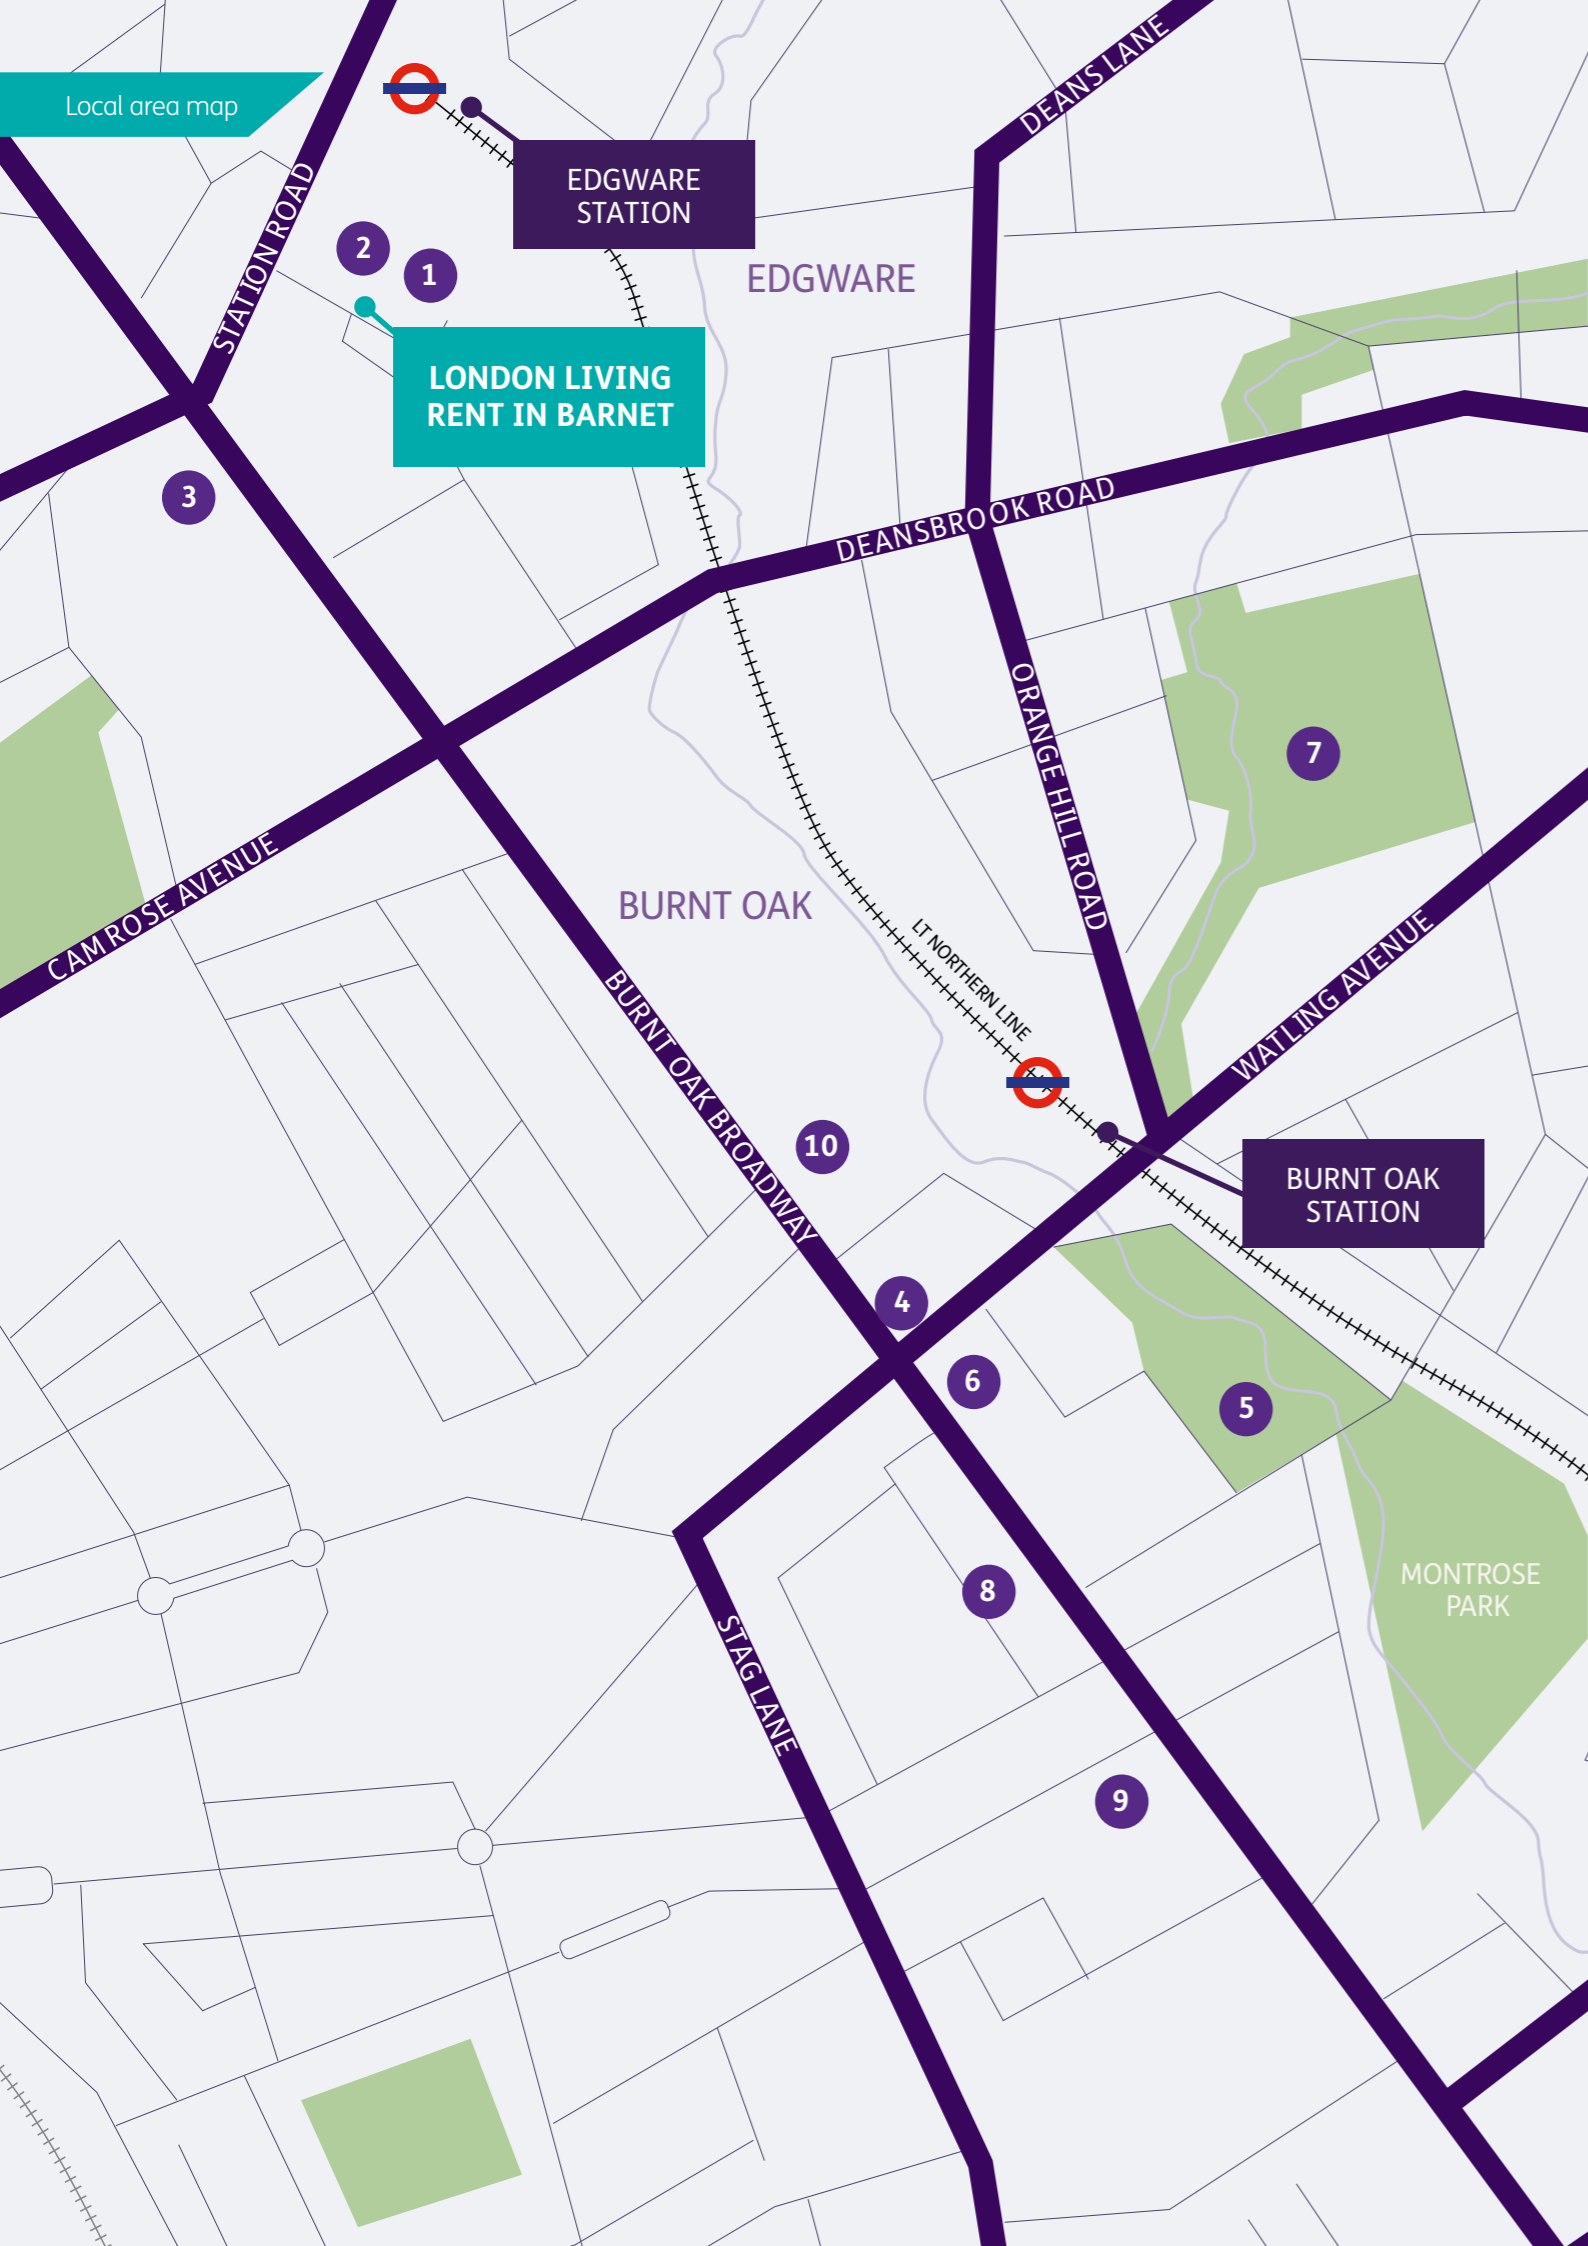 DEANS LANE
Local area map
EDGWARE
STATION
STATION ROAD
2
1
EDGWARE
LONDON LIVING
RENT IN BARNET
3
DEANSBROOK ROAD
ORANGE HILL ROAD
7
CAMROSE AVENUE
BURNT OAK
LT NORTHERN LINE
WATLING AVENUE
BURNT OAK BROADWAY
10
BURNT OAK
STATION
4
6
5
MONTROSE
PARK
8
STAG LANE
9